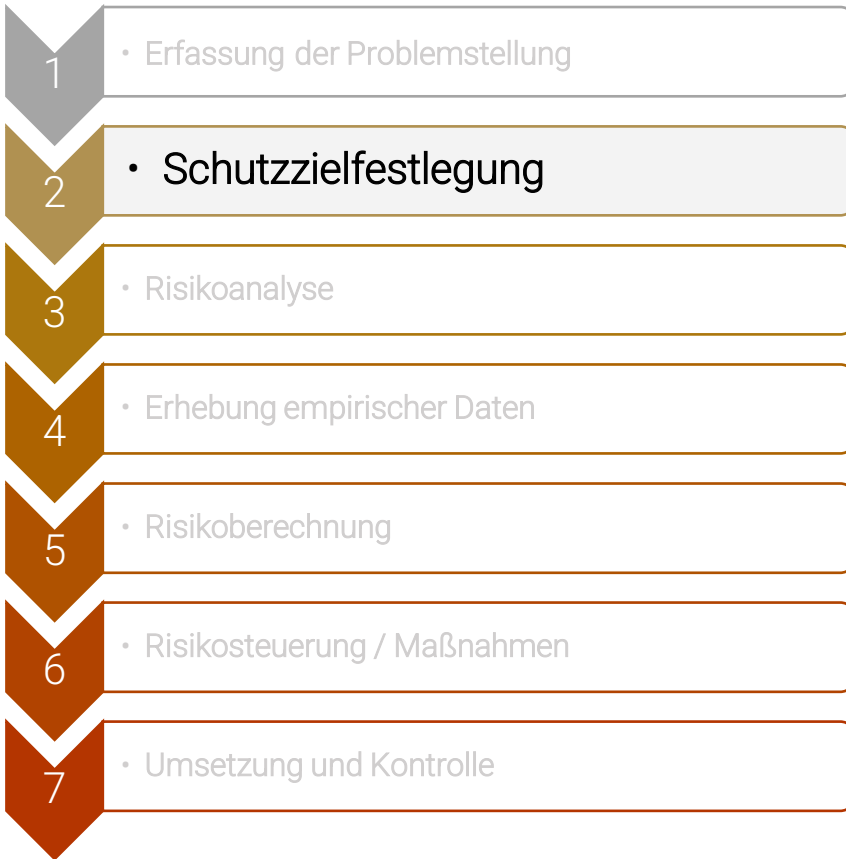 1
• Erfassung der Problemstellung
2
• Schutzzielfestlegung
3
• Risikoanalyse
4
• Erhebung empirischer Daten
5
• Risikoberechnung
6
• Risikosteuerung / Maßnahmen
7
• Umsetzung und Kontrolle